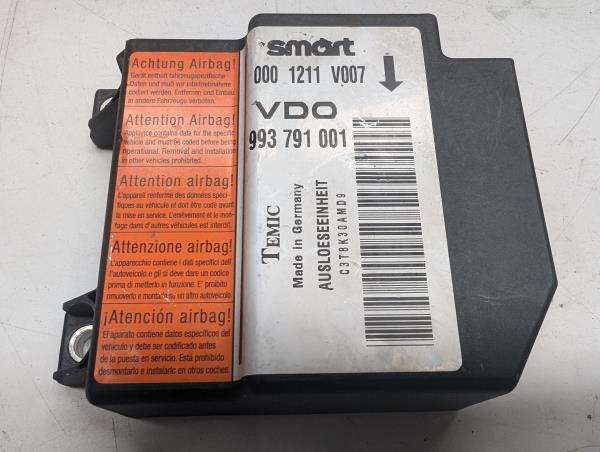 Achtung Airbag!
Gerät enthält fahrzeugspezifische
Daten und muß vor Inbetriebnahme
codiert werden. Entfernen und Einbau
in andere Fahrzeuge verboten.
Attention Airbag!
Appliance contains data for the specific
vehicle and must be coded before being
operational. Removal and installation
in other vehicles prohibited.
Attention airbag!
L'appareil renferme des données spéci-
fiques au véhicule et doit être codé avant
la mise en service. L'enlèvement et le mon-
tage dans d'autres véhicules est interdit.
Attenzione airbag!
L'apparecchio contiene i dati specifici dell'
autoveicolo e gli si deve dare un codice
prima di metterlo in funzione. E' proibito
rimuoverlo e montarlo su un altro autoveicolo.
¡Atención airbag!
El aparato contiene datos específicos del
vehículo y debe ser codificado antes
de la puesta en servicio. Está prohibido
desmontarlo e instalarlo en otros coches.
smart
000 1211 V007
VDO
993 791 001
TEMIC
Made in Germany
AUSLOESEEINHEIT
C3T8K30AMD9